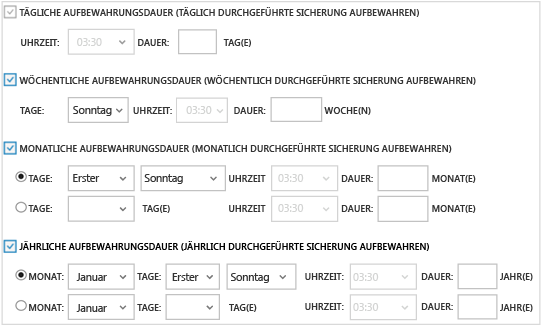 TÄGLICHE AUFBEWAHRUNGSDAUER (TÄGLICH DURCHGEFÜHRTE SICHERUNG AUFBEWAHREN)
UHRZEIT: 03:30 DAUER: TAG(E)
WÖCHENTLICHE AUFBEWAHRUNGSDAUER (WÖCHENTLICH DURCHGEFÜHRTE SICHERUNG AUFBEWAHREN)
TAGE: Sonntag UHRZEIT: 03:30 DAUER: WOCHE(N)
MONATLICHE AUFBEWAHRUNGSDAUER (MONATLICH DURCHGEFÜHRTE SICHERUNG AUFBEWAHREN)
TAGE: Erster Sonntag UHRZEIT 03:30 DAUER: MONAT(E)
TAGE: TAG(E) UHRZEIT 03:30 DAUER: MONAT(E)
JÄHRLICHE AUFBEWAHRUNGSDAUER (JÄHRLICH DURCHGEFÜHRTE SICHERUNG AUFBEWAHREN)
MONAT: Januar TAGE: Erster Sonntag UHRZEIT: 03:30 DAUER: JAHR(E)
MONAT: Januar TAGE: TAG(E) UHRZEIT: 03:30 DAUER: JAHR(E)